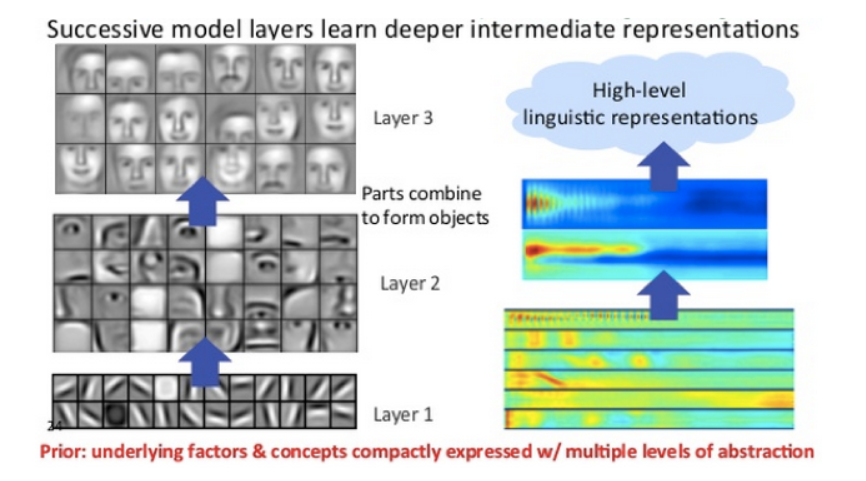 Successive model layers learn deeper intermediate representations
Layer 3
High-level
linguistic representations
Parts combine
to form objects
Layer 2
Layer 1
24
Prior: underlying factors & concepts compactly expressed w/ multiple levels of abstraction